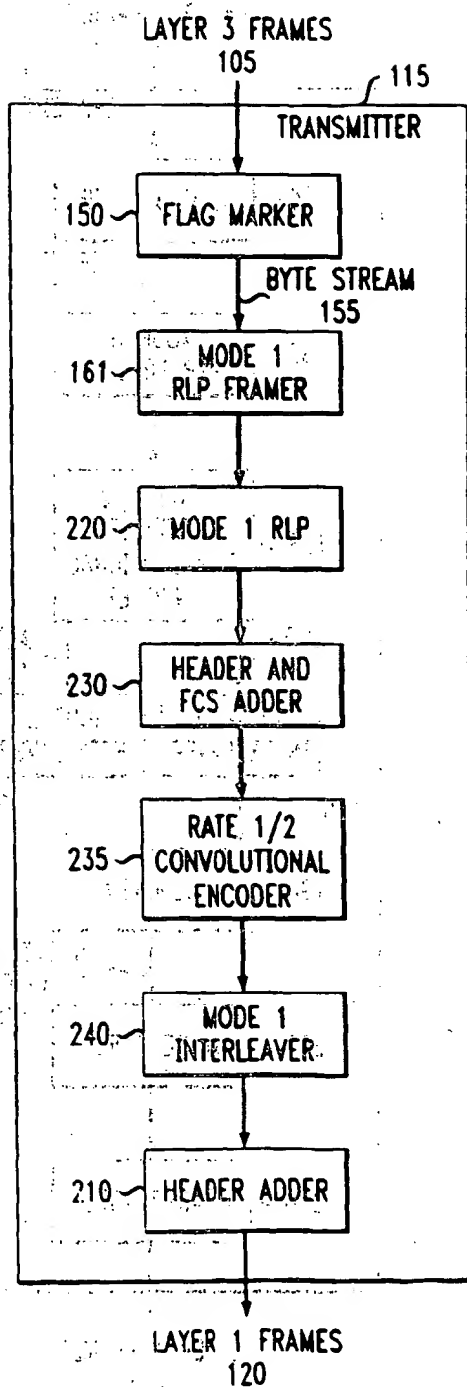 LAYER 3 FRAMES
105
115
TRANSMITTER
150
FLAG MARKER
BYTE STREAM
155
161
MODE 1
RLP FRAMER
220
MODE 1 RLP
230
HEADER AND
FCS ADDER
235
RATE 1/2
CONVOLUTIONAL
ENCODER
240
MODE 1
INTERLEAVER
210
HEADER ADDER
LAYER 1 FRAMES
120